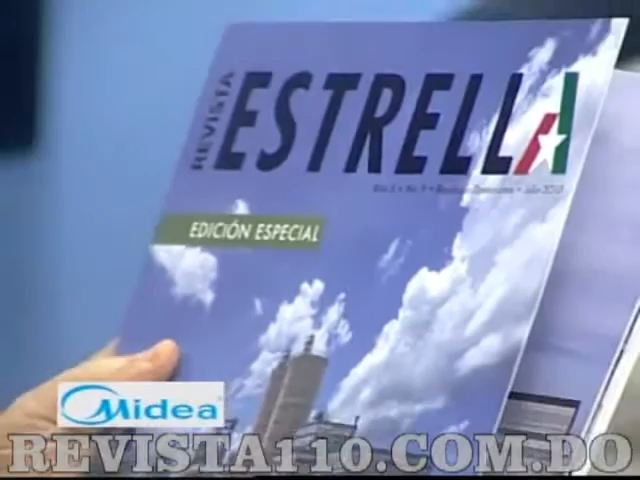 REVISTA
ESTRELLA
EDICIÓN ESPECIAL
Midea
REVISTA110.COM.DO